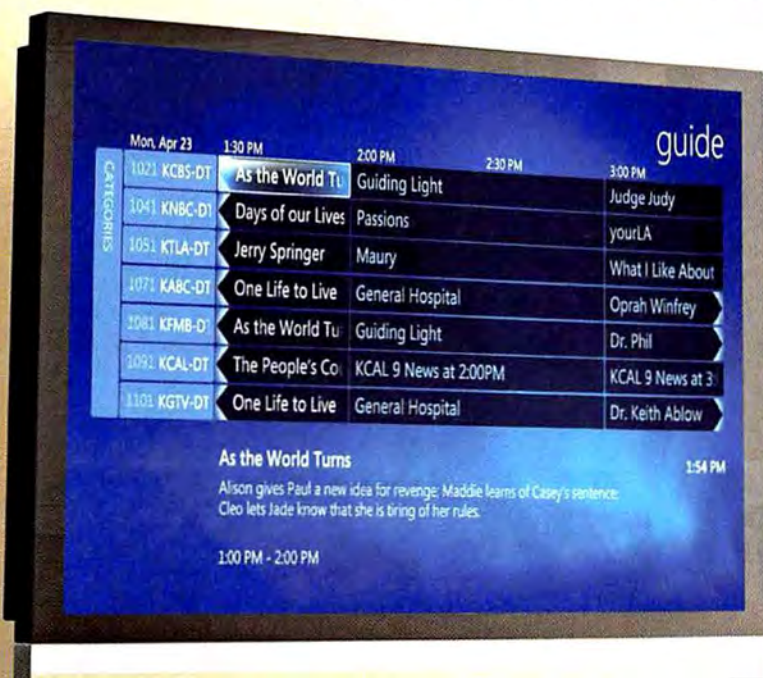 guide
Mon, Apr 23 1:30 PM 2:00 PM 2:30 PM 3:00 PM
CATEGORIES
1021 KCBS-DT As the World Tu Guiding Light Judge Judy
1041 KNBC-DT Days of our Lives Passions yourLA
1051 KTLA-DT Jerry Springer Maury What I Like About
1071 KABC-DT One Life to Live General Hospital Oprah Winfrey
1081 KFMB-D As the World Tu Guiding Light Dr. Phil
1091 KCAL-DT The People's Co KCAL 9 News at 2:00PM KCAL 9 News at 3:
1101 KGTV-DT One Life to Live General Hospital Dr. Keith Ablow
As the World Turns 1:54 PM
Alison gives Paul a new idea for revenge; Maddie learns of Casey's sentence;
Cleo lets Jade know that she is tiring of her rules.
1:00 PM - 2:00 PM